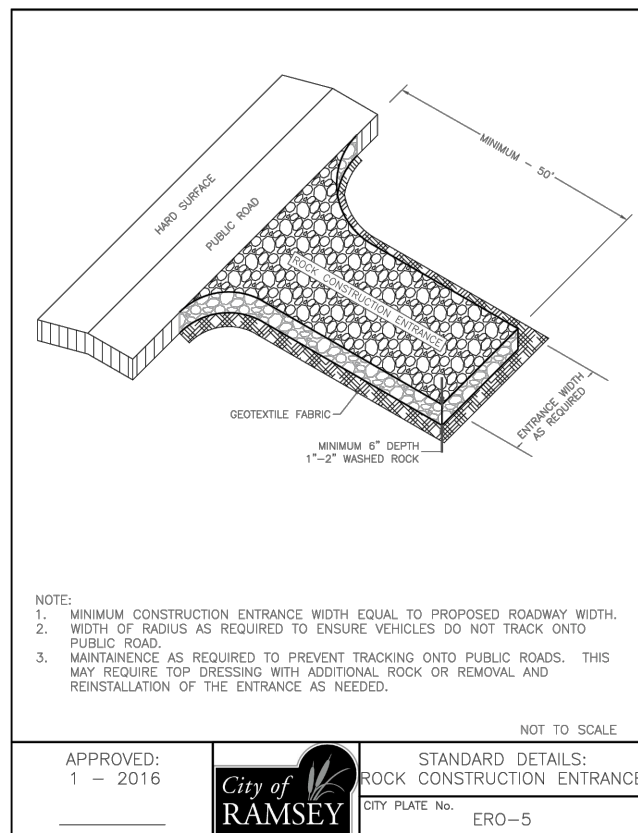 MINIMUM - 50'
HARD SURFACE
PUBLIC ROAD
ROCK CONSTRUCTION ENTRANCE
GEOTEXTILE FABRIC
ENTRANCE WIDTH
AS REQUIRED
MINIMUM 6" DEPTH
1"-2" WASHED ROCK
NOTE:
1. MINIMUM CONSTRUCTION ENTRANCE WIDTH EQUAL TO PROPOSED ROADWAY WIDTH.
2. WIDTH OF RADIUS AS REQUIRED TO ENSURE VEHICLES DO NOT TRACK ONTO
PUBLIC ROAD.
3. MAINTAINENCE AS REQUIRED TO PREVENT TRACKING ONTO PUBLIC ROADS. THIS
MAY REQUIRE TOP DRESSING WITH ADDITIONAL ROCK OR REMOVAL AND
REINSTALLATION OF THE ENTRANCE AS NEEDED.
NOT TO SCALE
APPROVED:
1 - 2016
City of
RAMSEY
STANDARD DETAILS:
ROCK CONSTRUCTION ENTRANCE
CITY PLATE No.
ERO-5